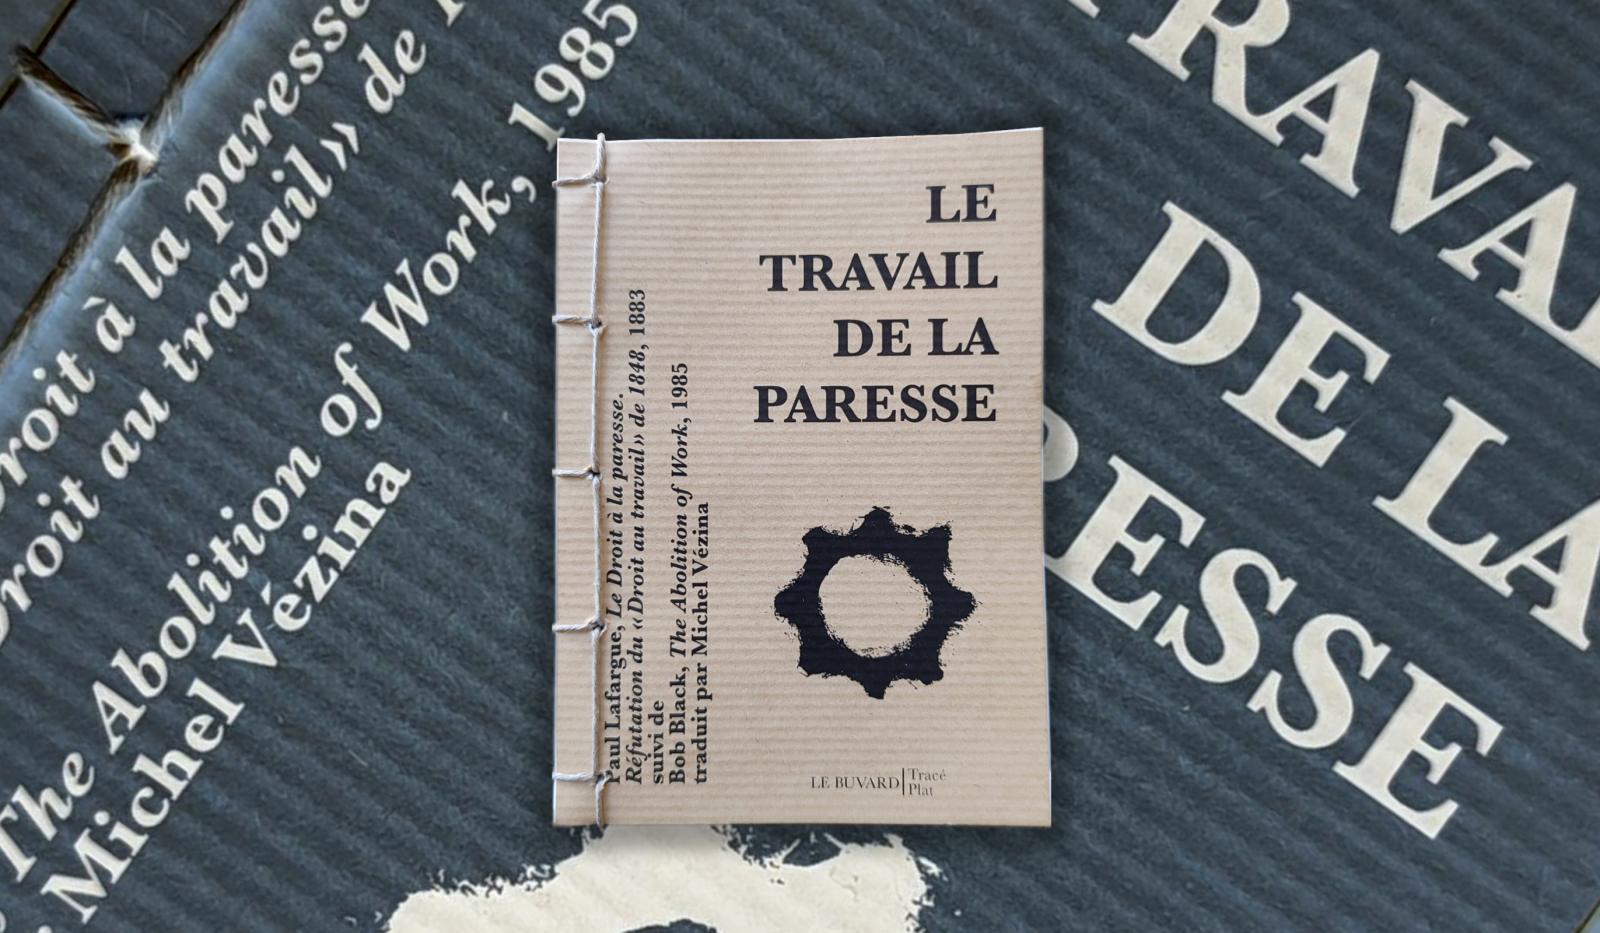 LE
TRAVAIL
DE LA
PARESSE
Paul Lafargue, Le Droit à la paresse.
Réfutation du «Droit au travail» de 1848, 1883
suivi de
Bob Black, The Abolition of Work, 1985
traduit par Michel Vézina
LE BUVARD
Tracé
Plat
droit à la paresse
Droit au travail» de
The Abolition of Work, 1985
Michel Vézina
TRAVAI
DE LA
RESSE